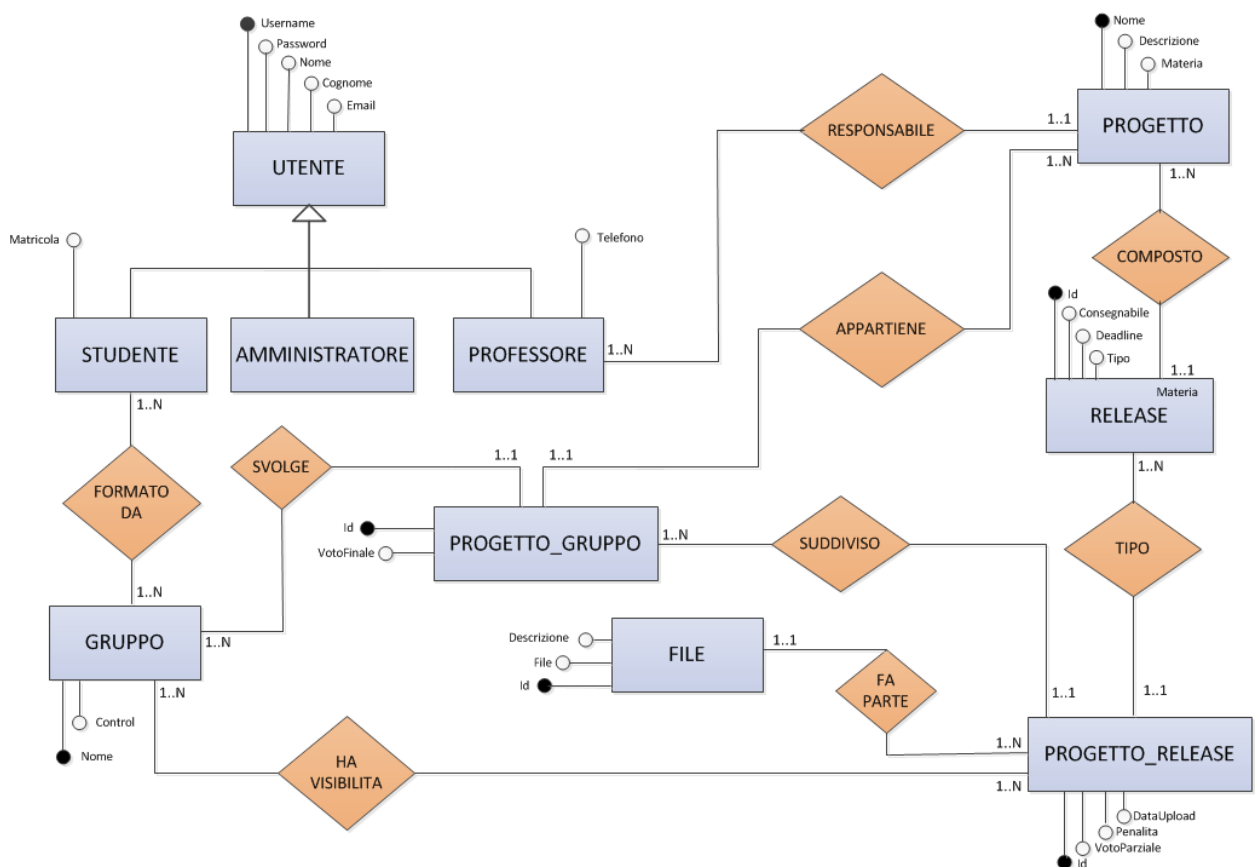 Username
Password
Nome
Cognome
Email
UTENTE
Nome
Descrizione
Materia
PROGETTO
RESPONSABILE
1..1
1..N
1..N
COMPOSTO
Matricola
Telefono
STUDENTE
AMMINISTRATORE
PROFESSORE
1..N
APPARTIENE
Id
Consegnabile
Deadline
Tipo
1..1
Materia
RELEASE
1..N
1..N
FORMATO
DA
SVOLGE
1..1
1..1
Id
VotoFinale
PROGETTO_GRUPPO
1..N
SUDDIVISO
TIPO
1..N
GRUPPO
1..N
1..N
Control
Nome
Descrizione
File
Id
FILE
1..1
FA
PARTE
1..1
1..1
HA
VISIBILITA
1..N
1..N
PROGETTO_RELEASE
DataUpload
Penalita
VotoParziale
Id